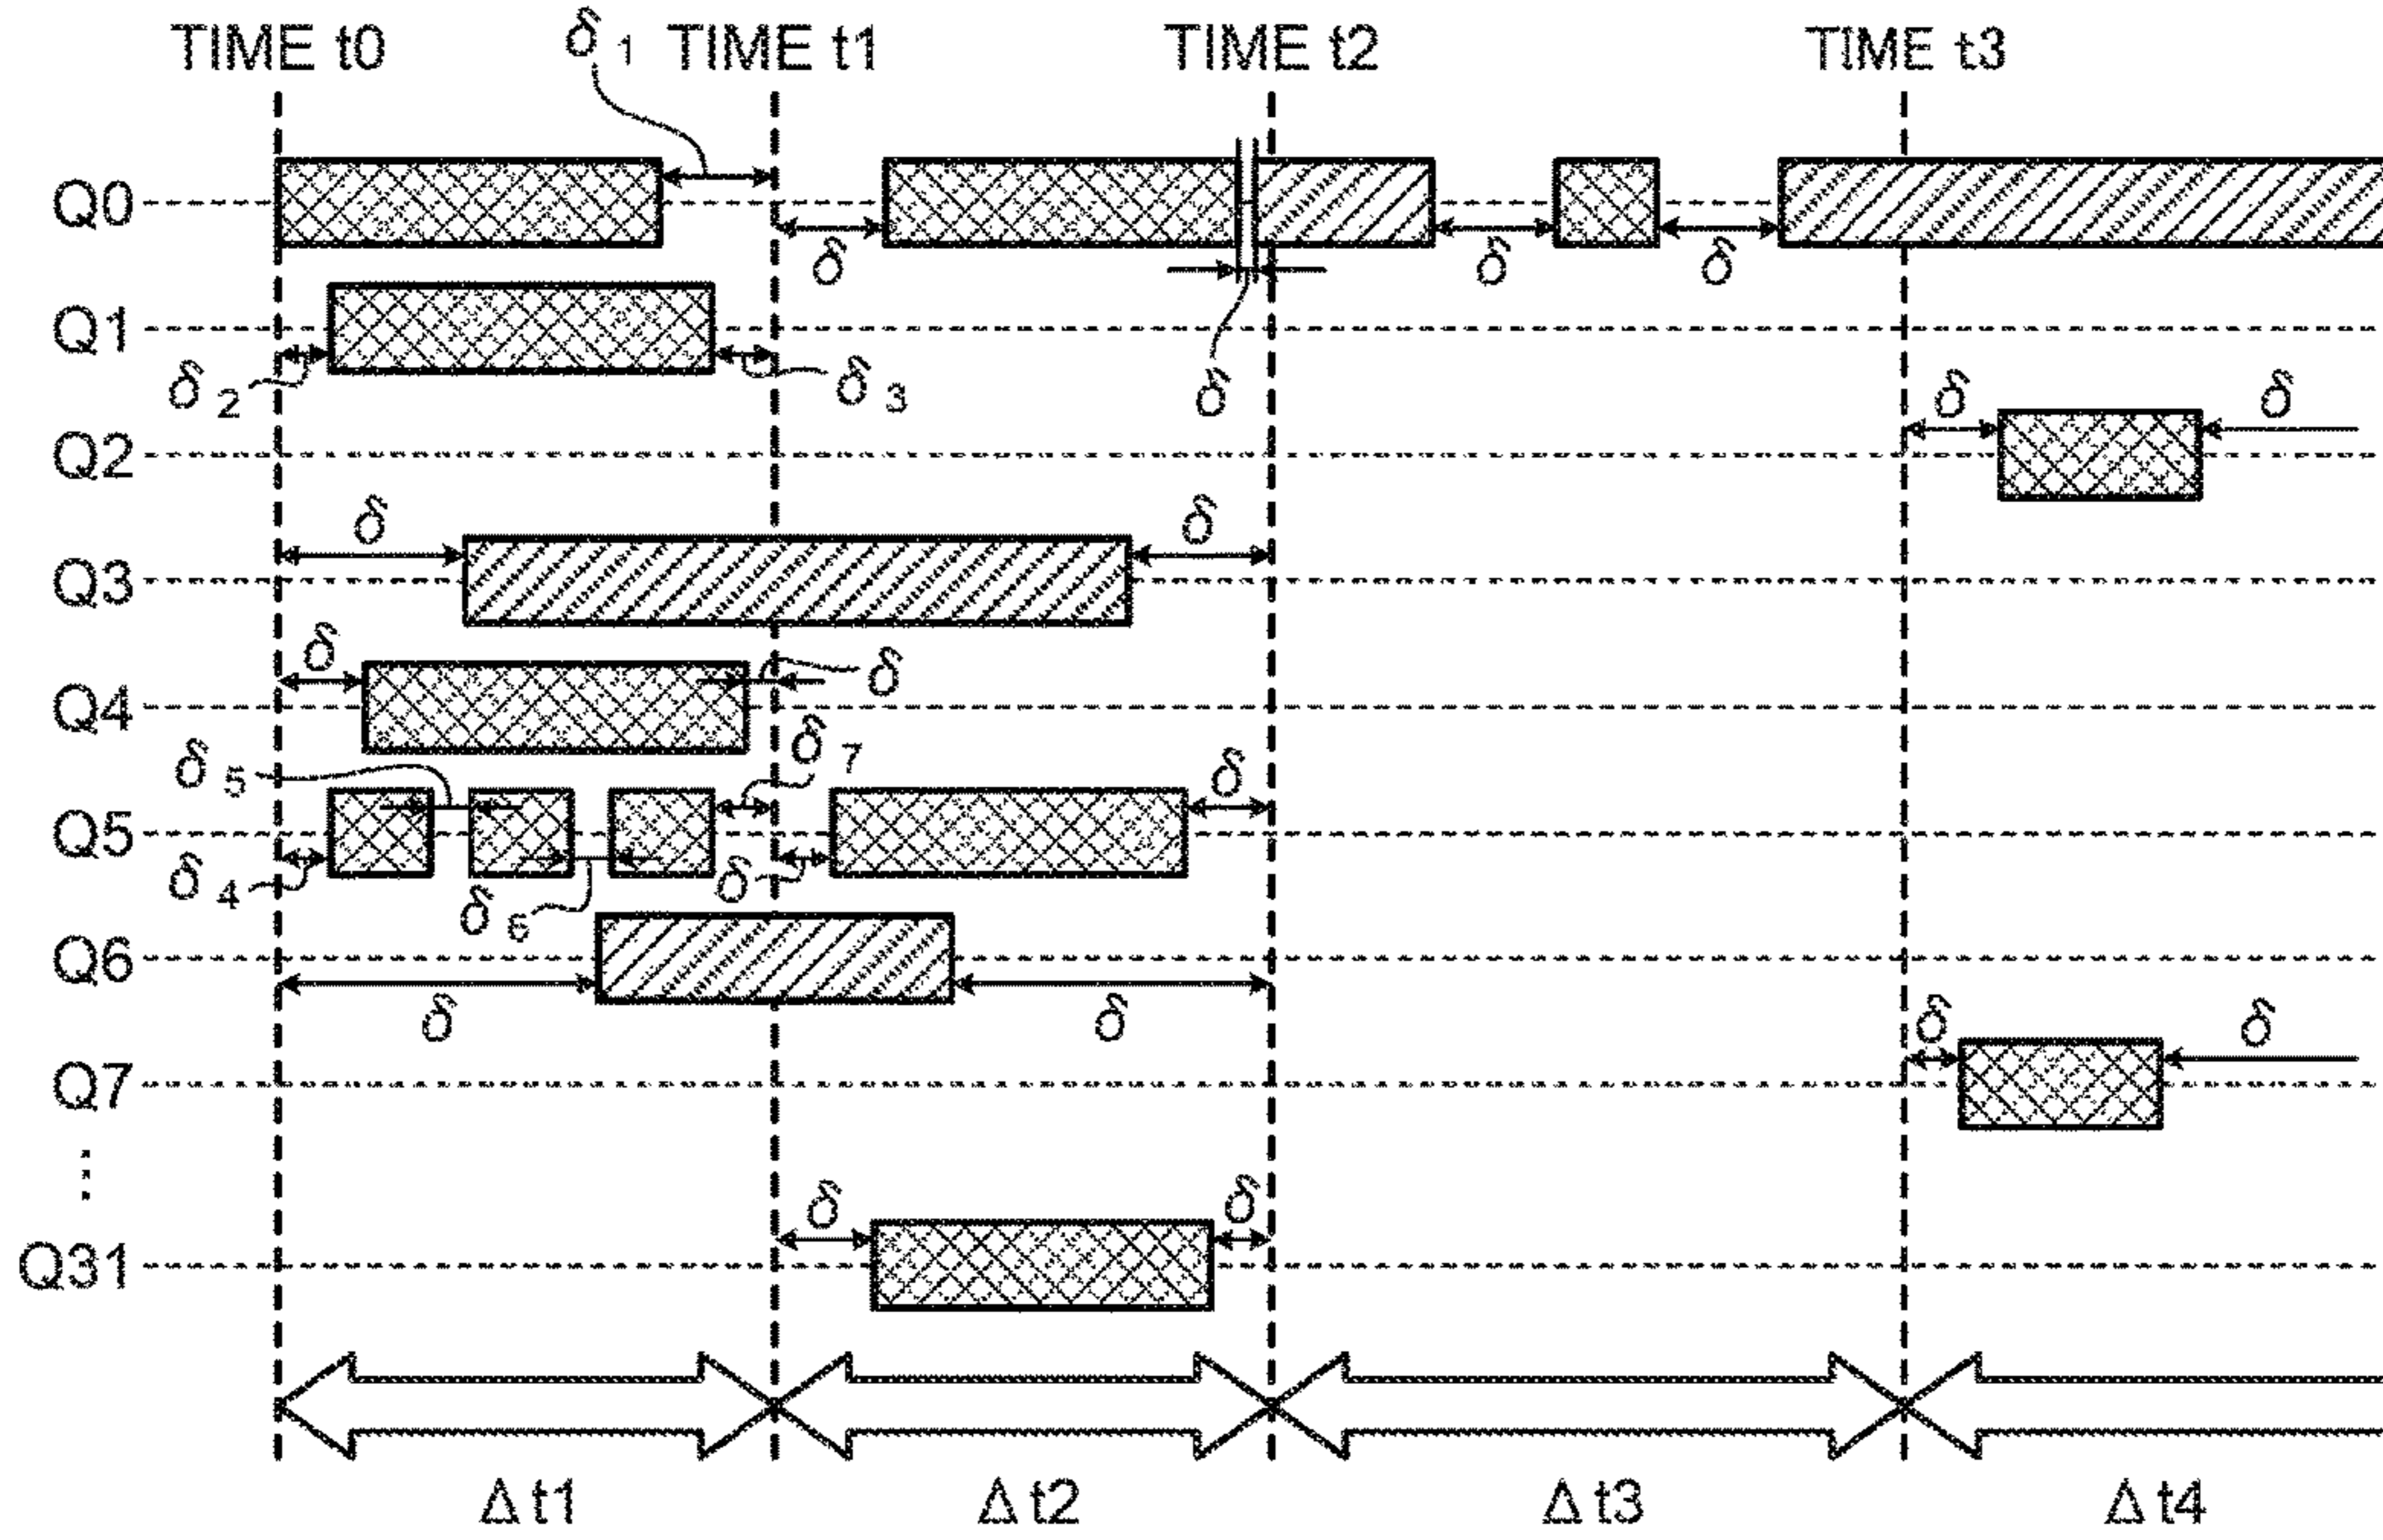 TIME t0 δ1 TIME t1 TIME t2 TIME t3
Q0
δ δ δ
Q1
δ2 δ3 δ δ δ
Q2
δ δ
Q3
δ δ
Q4
δ5 δ7 δ
Q5
δ4 δ6 δ
Q6
δ δ δ δ
Q7
⋮
δ δ
Q31
Δt1 Δt2 Δt3 Δt4